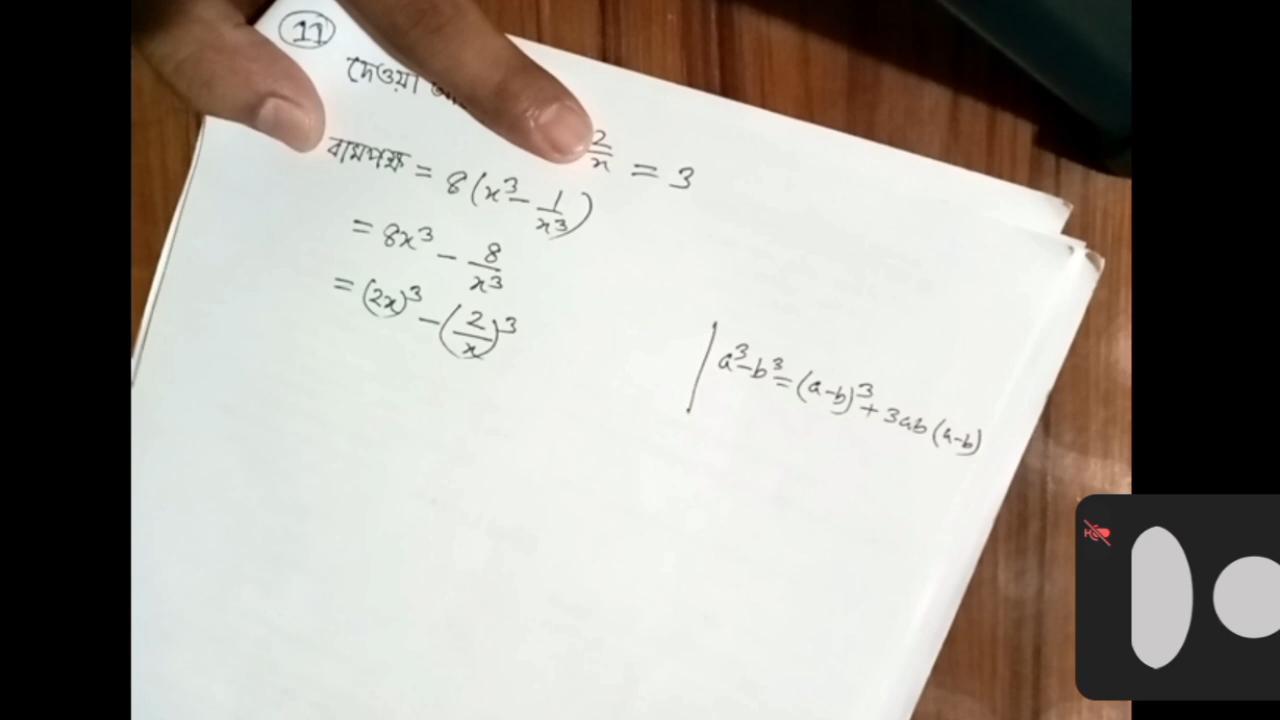 11
দেওয়া
2/x = 3
বামপক্ষ = 8(x³ - 1/x³)
= 8x³ - 8/x³
= (2x)³ - (2/x)³
a³-b³ = (a-b)³ + 3ab(a-b)